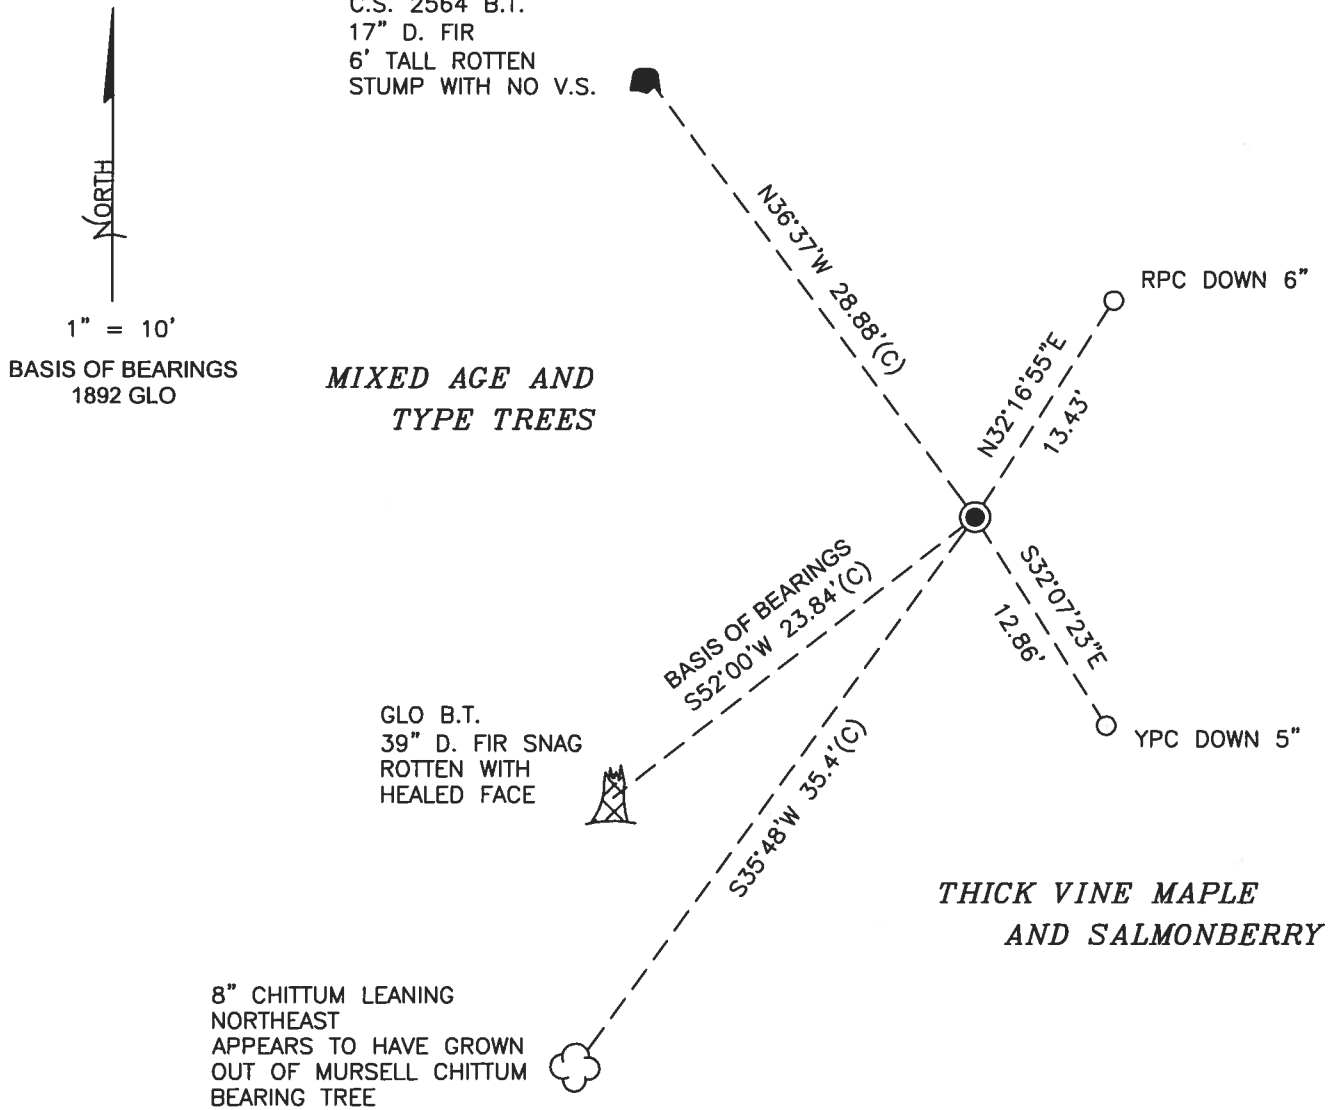 C.S. 2564 B.T.
17" D. FIR
6' TALL ROTTEN
STUMP WITH NO V.S.
NORTH
1" = 10'
BASIS OF BEARINGS
1892 GLO
MIXED AGE AND
TYPE TREES
N36°37'W 28.88'(C)
RPC DOWN 6"
N32°16'55"E
13.43'
BASIS OF BEARINGS
S52°00'W 23.84'(C)
S32°07'23"E
12.86'
YPC DOWN 5"
GLO B.T.
39" D. FIR SNAG
ROTTEN WITH
HEALED FACE
S35°48'W 35.4'(C)
THICK VINE MAPLE
AND SALMONBERRY
8" CHITTUM LEANING
NORTHEAST
APPEARS TO HAVE GROWN
OUT OF MURSELL CHITTUM
BEARING TREE